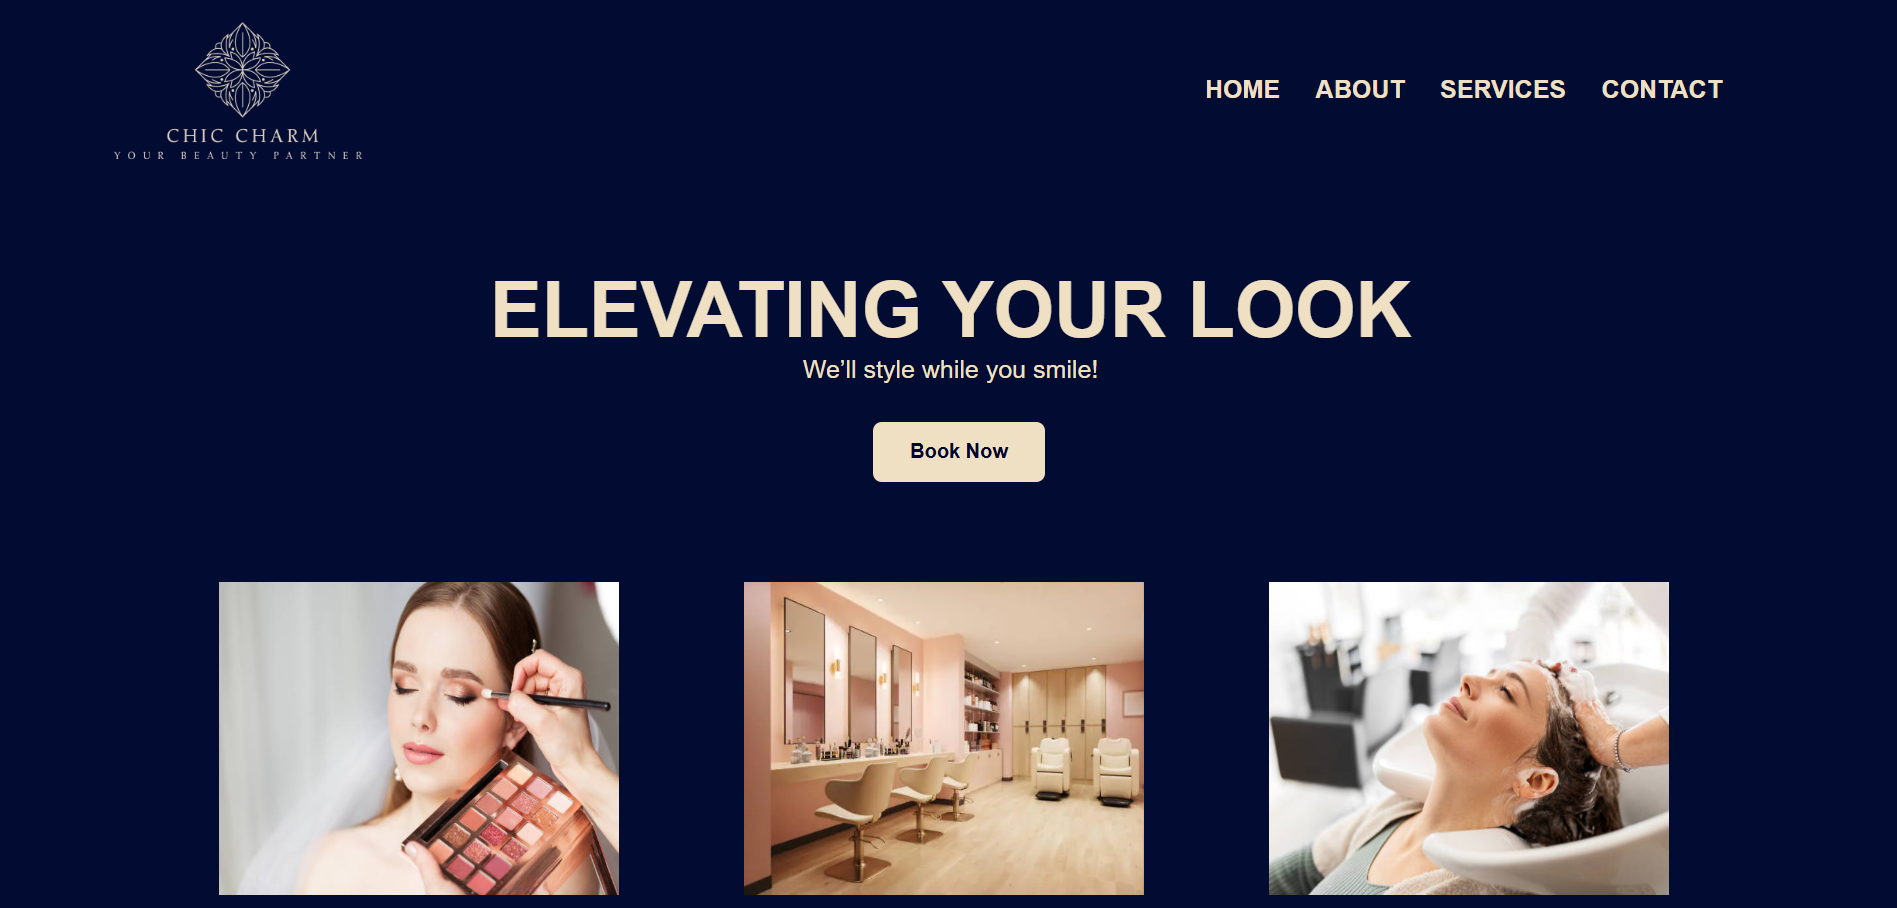 CHIC CHARM
YOUR BEAUTY PARTNER
HOME ABOUT SERVICES CONTACT
ELEVATING YOUR LOOK
We’ll style while you smile!
Book Now